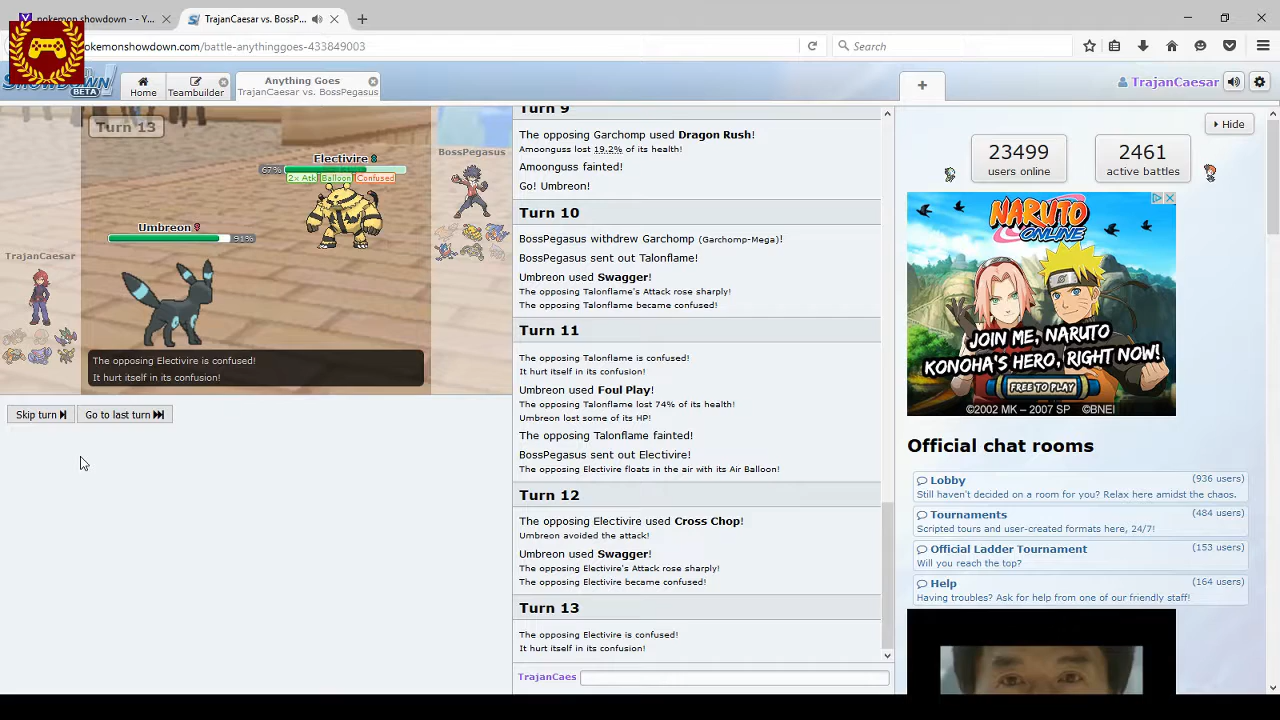 pokemon showdown - - Y...
TrajanCaesar vs. BossP...
okemonshowdown.com/battle-anythinggoes-433849003
Search
SHOWDOWN!
BETA
Home
Teambuilder
Anything Goes
TrajanCaesar vs. BossPegasus
+
TrajanCaesar
Turn 13
Electivire
67%
2x Atk Balloon Confused
Umbreon
91%
BossPegasus
TrajanCaesar
The opposing Electivire is confused!
It hurt itself in its confusion!
Skip turn
Go to last turn
Turn 9
The opposing Garchomp used Dragon Rush!
Amoonguss lost 19.2% of its health!
Amoonguss fainted!
Go! Umbreon!
Turn 10
BossPegasus withdrew Garchomp (Garchomp-Mega)!
BossPegasus sent out Talonflame!
Umbreon used Swagger!
The opposing Talonflame's Attack rose sharply!
The opposing Talonflame became confused!
Turn 11
The opposing Talonflame is confused!
It hurt itself in its confusion!
Umbreon used Foul Play!
The opposing Talonflame lost 74% of its health!
Umbreon lost some of its HP!
The opposing Talonflame fainted!
BossPegasus sent out Electivire!
The opposing Electivire floats in the air with its Air Balloon!
Turn 12
The opposing Electivire used Cross Chop!
Umbreon avoided the attack!
Umbreon used Swagger!
The opposing Electivire's Attack rose sharply!
The opposing Electivire became confused!
Turn 13
The opposing Electivire is confused!
It hurt itself in its confusion!
TrajanCaes
Hide
23499
users online
2461
active battles
NARUTO
ONLINE
JOIN ME, NARUTO
KONOHA'S HERO, RIGHT NOW!
FREE TO PLAY
©2002 MK – 2007 SP ©BNEI
Official chat rooms
Lobby (936 users)
Still haven't decided on a room for you? Relax here amidst the chaos.
Tournaments (484 users)
Scripted tours and user-created formats here, 24/7!
Official Ladder Tournament (153 users)
Will you reach the top?
Help (164 users)
Having troubles? Ask for help from one of our friendly staff!